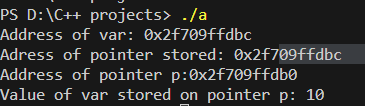 PS D:\C++ projects> ./a
Address of var: 0x2f709ffdbc
Adress of pointer stored: 0x2f709ffdbc
Address of pointer p:0x2f709ffdb0
Value of var stored on pointer p: 10